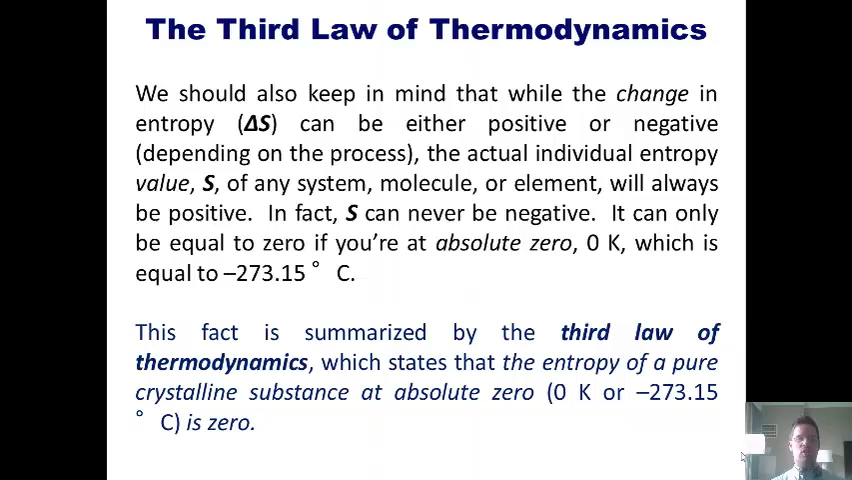 The Third Law of Thermodynamics
We should also keep in mind that while the change in
entropy (ΔS) can be either positive or negative
(depending on the process), the actual individual entropy
value, S, of any system, molecule, or element, will always
be positive. In fact, S can never be negative. It can only
be equal to zero if you're at absolute zero, 0 K, which is
equal to –273.15 ° C.
This fact is summarized by the third law of
thermodynamics, which states that the entropy of a pure
crystalline substance at absolute zero (0 K or –273.15
° C) is zero.